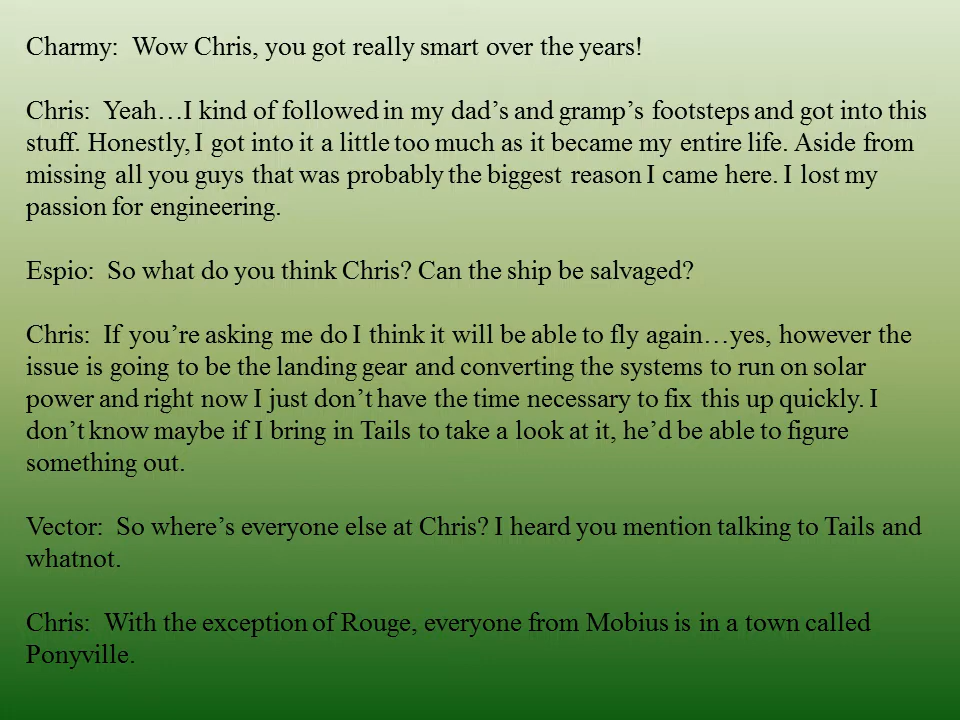 Charmy:  Wow Chris, you got really smart over the years!
Chris:  Yeah…I kind of followed in my dad’s and gramp’s footsteps and got into this
stuff. Honestly, I got into it a little too much as it became my entire life. Aside from
missing all you guys that was probably the biggest reason I came here. I lost my
passion for engineering.
Espio:  So what do you think Chris? Can the ship be salvaged?
Chris:  If you’re asking me do I think it will be able to fly again…yes, however the
issue is going to be the landing gear and converting the systems to run on solar
power and right now I just don’t have the time necessary to fix this up quickly. I
don’t know maybe if I bring in Tails to take a look at it, he’d be able to figure
something out.
Vector:  So where’s everyone else at Chris? I heard you mention talking to Tails and
whatnot.
Chris:  With the exception of Rouge, everyone from Mobius is in a town called
Ponyville.